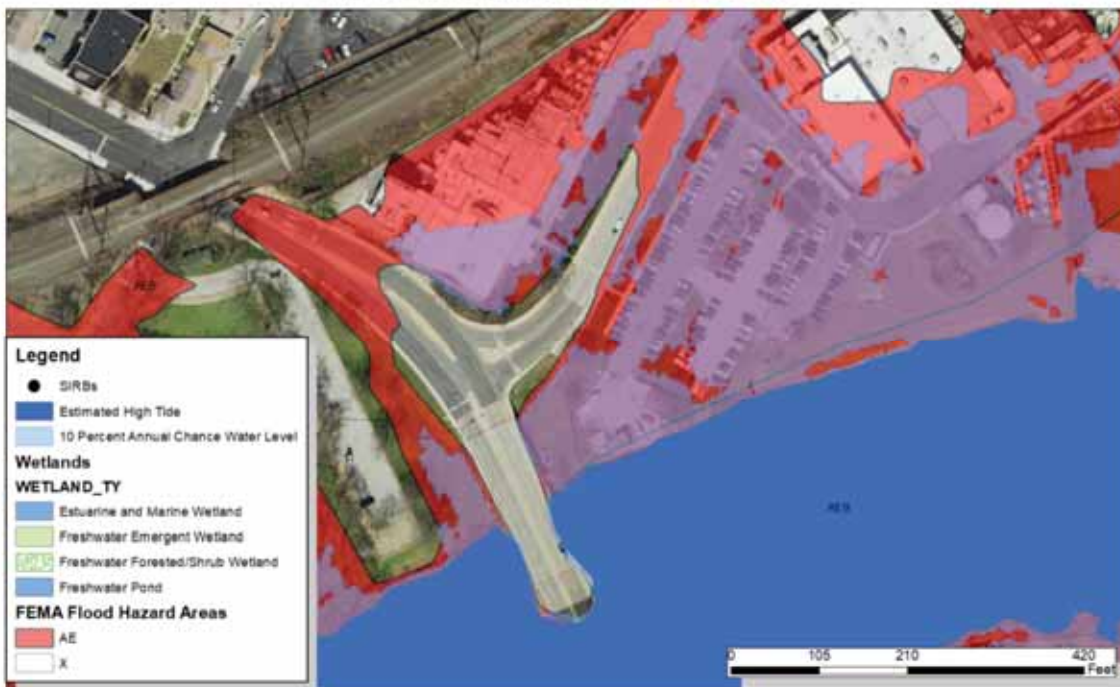 Legend
SIRBs
Estimated High Tide
10 Percent Annual Chance Water Level
Wetlands
WETLAND_TY
Estuarine and Marine Wetland
Freshwater Emergent Wetland
Freshwater Forested/Shrub Wetland
Freshwater Pond
FEMA Flood Hazard Areas
AE
X
0 105 210 420
Feet